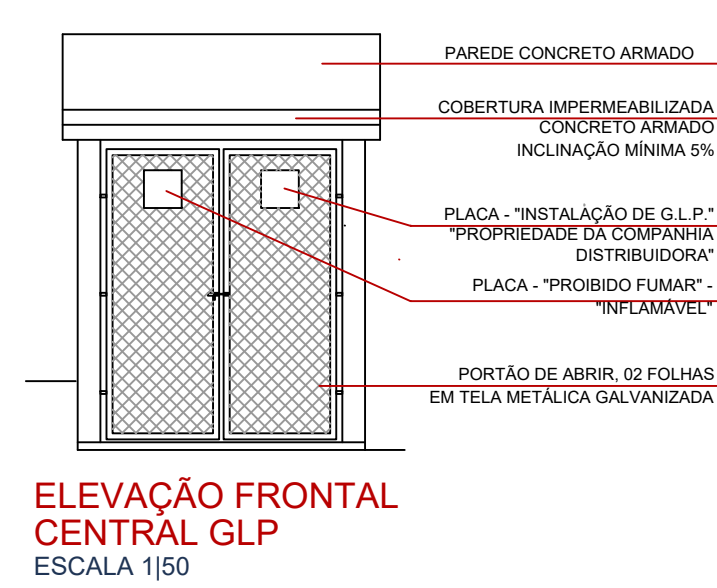 PAREDE CONCRETO ARMADO
COBERTURA IMPERMEABILIZADA
CONCRETO ARMADO
INCLINAÇÃO MÍNIMA 5%
PLACA - "INSTALAÇÃO DE G.L.P."
"PROPRIEDADE DA COMPANHIA
DISTRIBUIDORA"
PLACA - "PROIBIDO FUMAR" -
"INFLAMÁVEL"
PORTÃO DE ABRIR, 02 FOLHAS
EM TELA METÁLICA GALVANIZADA
ELEVAÇÃO FRONTAL
CENTRAL GLP
ESCALA 1|50